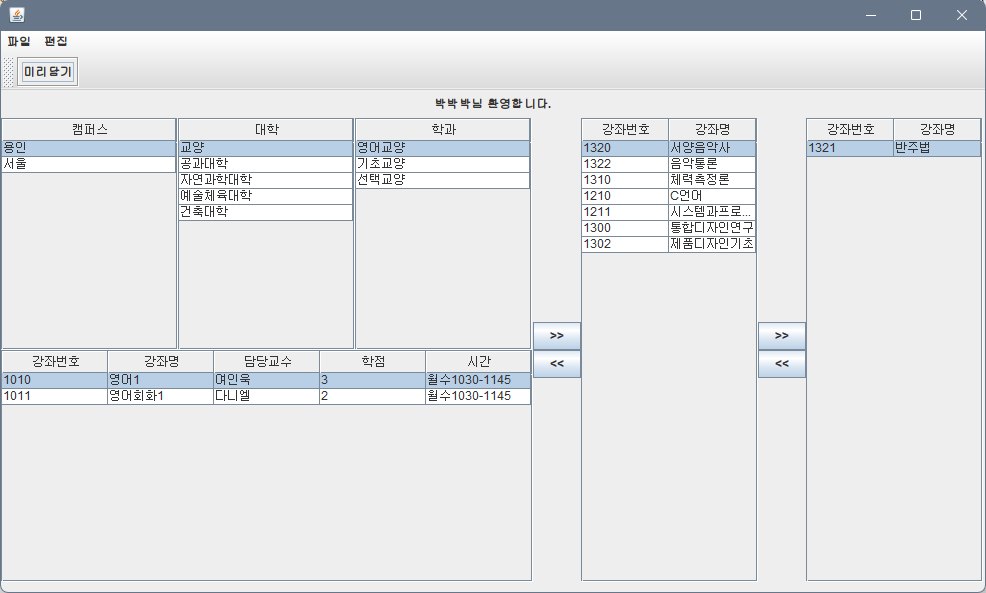 파일 편집
미리담기
박박박님 환영합니다.
캠퍼스 대학 학과
용인 교양 영어교양
서울 공과대학 기초교양
자연과학대학 선택교양
예술체육대학
건축대학
강좌번호 강좌명 담당교수 학점 시간
1010 영어1 여인욱 3 월수1030-1145
1011 영어회화1 다니엘 2 월수1030-1145
>>
<<
강좌번호 강좌명
1320 서양음악사
1322 음악통론
1310 체력측정론
1210 C언어
1211 시스템과프로...
1300 통합디자인연구
1302 제품디자인기초
>>
<<
강좌번호 강좌명
1321 반주법